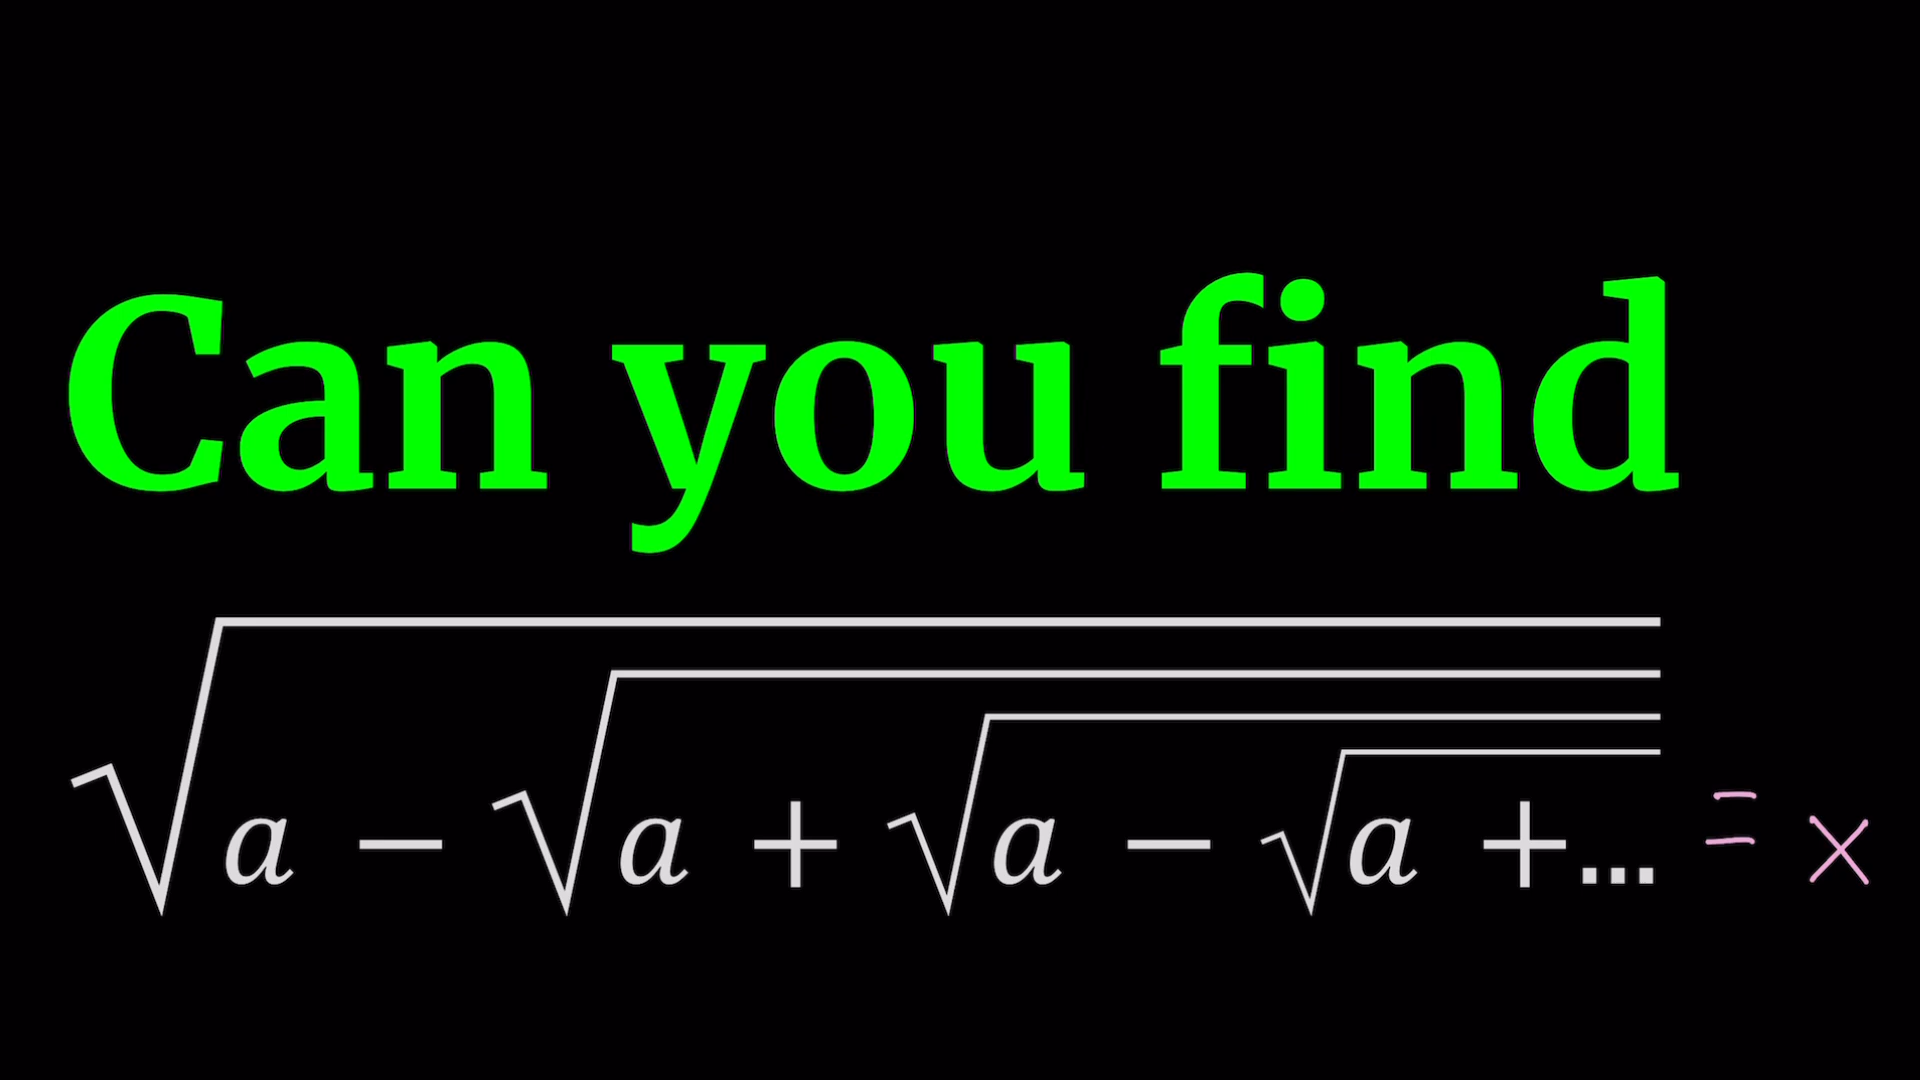 Can you find
√(a − √(a + √(a − √(a + ... = x